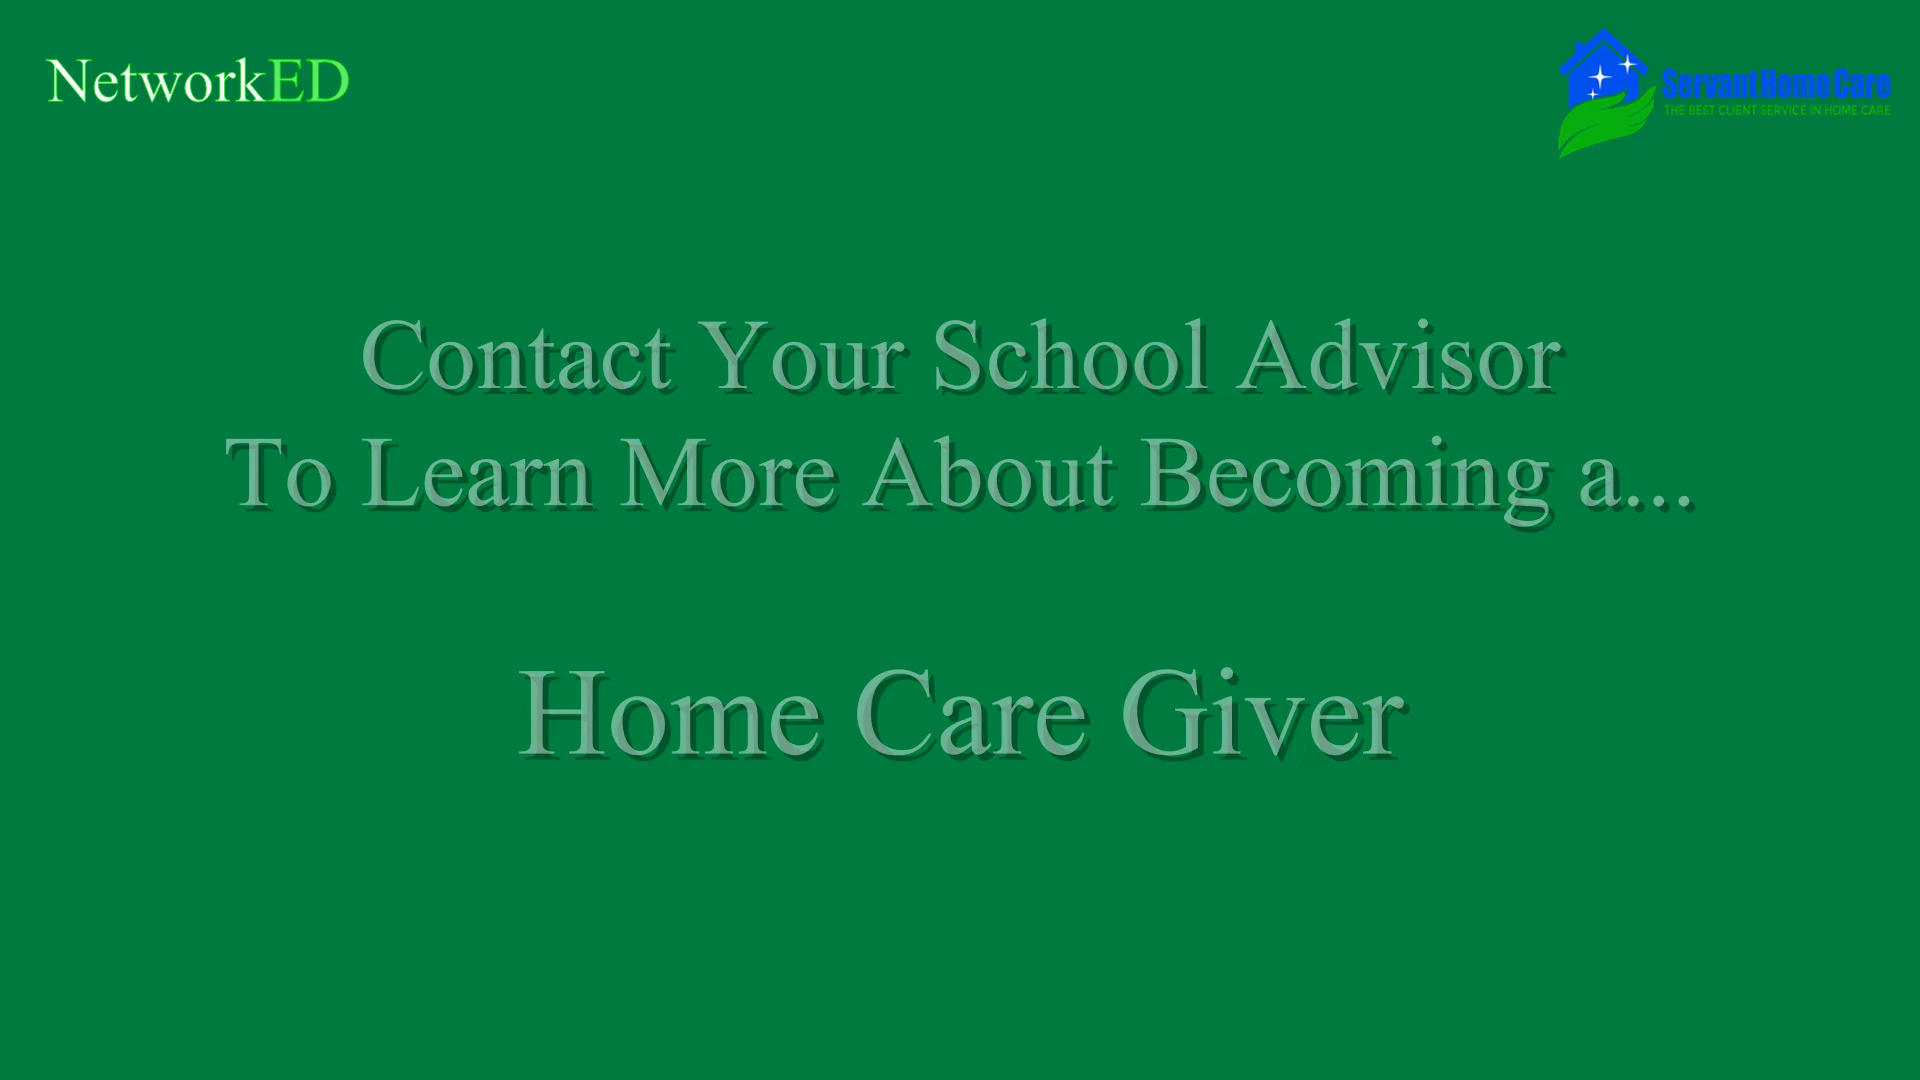 NetworkED
Servant Home Care
THE BEST CLIENT SERVICE IN HOME CARE
Contact Your School Advisor
To Learn More About Becoming a...
Home Care Giver